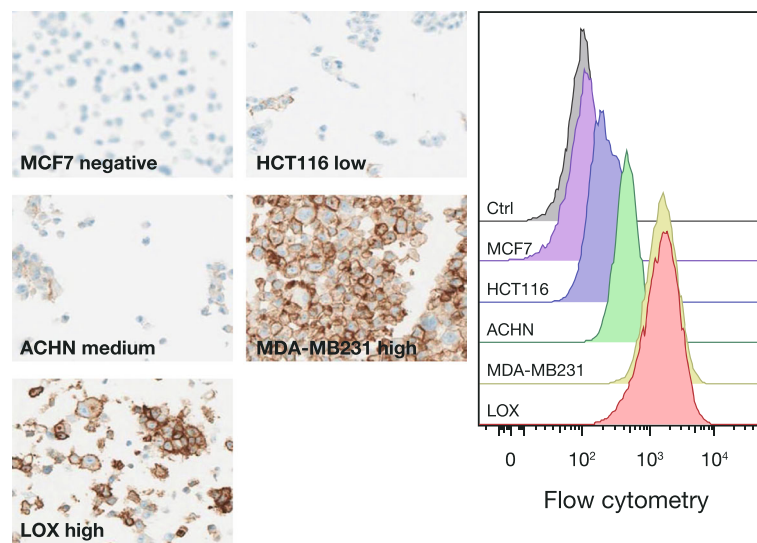 MCF7 negative
HCT116 low
ACHN medium
MDA-MB231 high
LOX high
Ctrl
MCF7
HCT116
ACHN
MDA-MB231
LOX
0 10² 10³ 10⁴
Flow cytometry